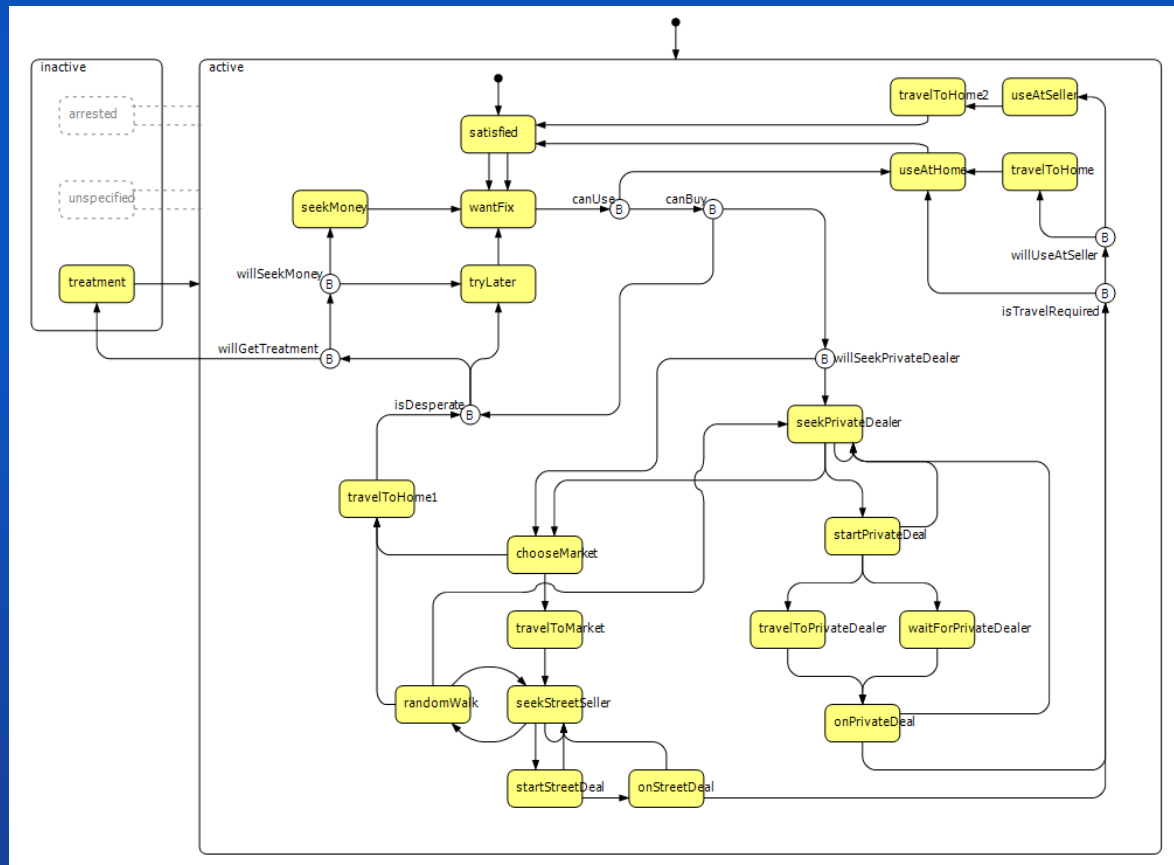 inactive
active
arrested
travelToHome2
useAtSeller
satisfied
useAtHome
travelToHome
unspecified
seekMoney
wantFix
canUse
B
canBuy
B
B
willUseAtSeller
willSeekMoney
B
tryLater
treatment
B
isTravelRequired
willGetTreatment
B
B
willSeekPrivateDealer
isDesperate
B
seekPrivateDealer
travelToHome1
startPrivateDeal
chooseMarket
travelToMarket
travelToPrivateDealer
waitForPrivateDealer
randomWalk
seekStreetSeller
onPrivateDeal
startStreetDeal
onStreetDeal